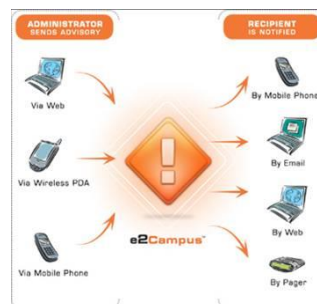 ADMINISTRATOR
SENDS ADVISORY
Via Web
Via Wireless PDA
Via Mobile Phone
e2Campus™
RECIPIENT
IS NOTIFIED
By Mobile Phone
By Email
By Web
By Pager